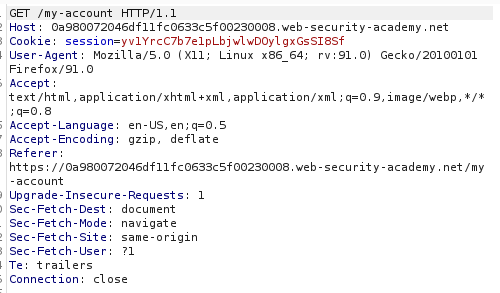 GET /my-account HTTP/1.1
Host: 0a980072046df11fc0633c5f00230008.web-security-academy.net
Cookie: session=yv1YrcC7b7e1pLbjwlwDOylgxGsSI8Sf
User-Agent: Mozilla/5.0 (X11; Linux x86_64; rv:91.0) Gecko/20100101
Firefox/91.0
Accept:
text/html,application/xhtml+xml,application/xml;q=0.9,image/webp,*/*
;q=0.8
Accept-Language: en-US,en;q=0.5
Accept-Encoding: gzip, deflate
Referer:
https://0a980072046df11fc0633c5f00230008.web-security-academy.net/my
-account
Upgrade-Insecure-Requests: 1
Sec-Fetch-Dest: document
Sec-Fetch-Mode: navigate
Sec-Fetch-Site: same-origin
Sec-Fetch-User: ?1
Te: trailers
Connection: close